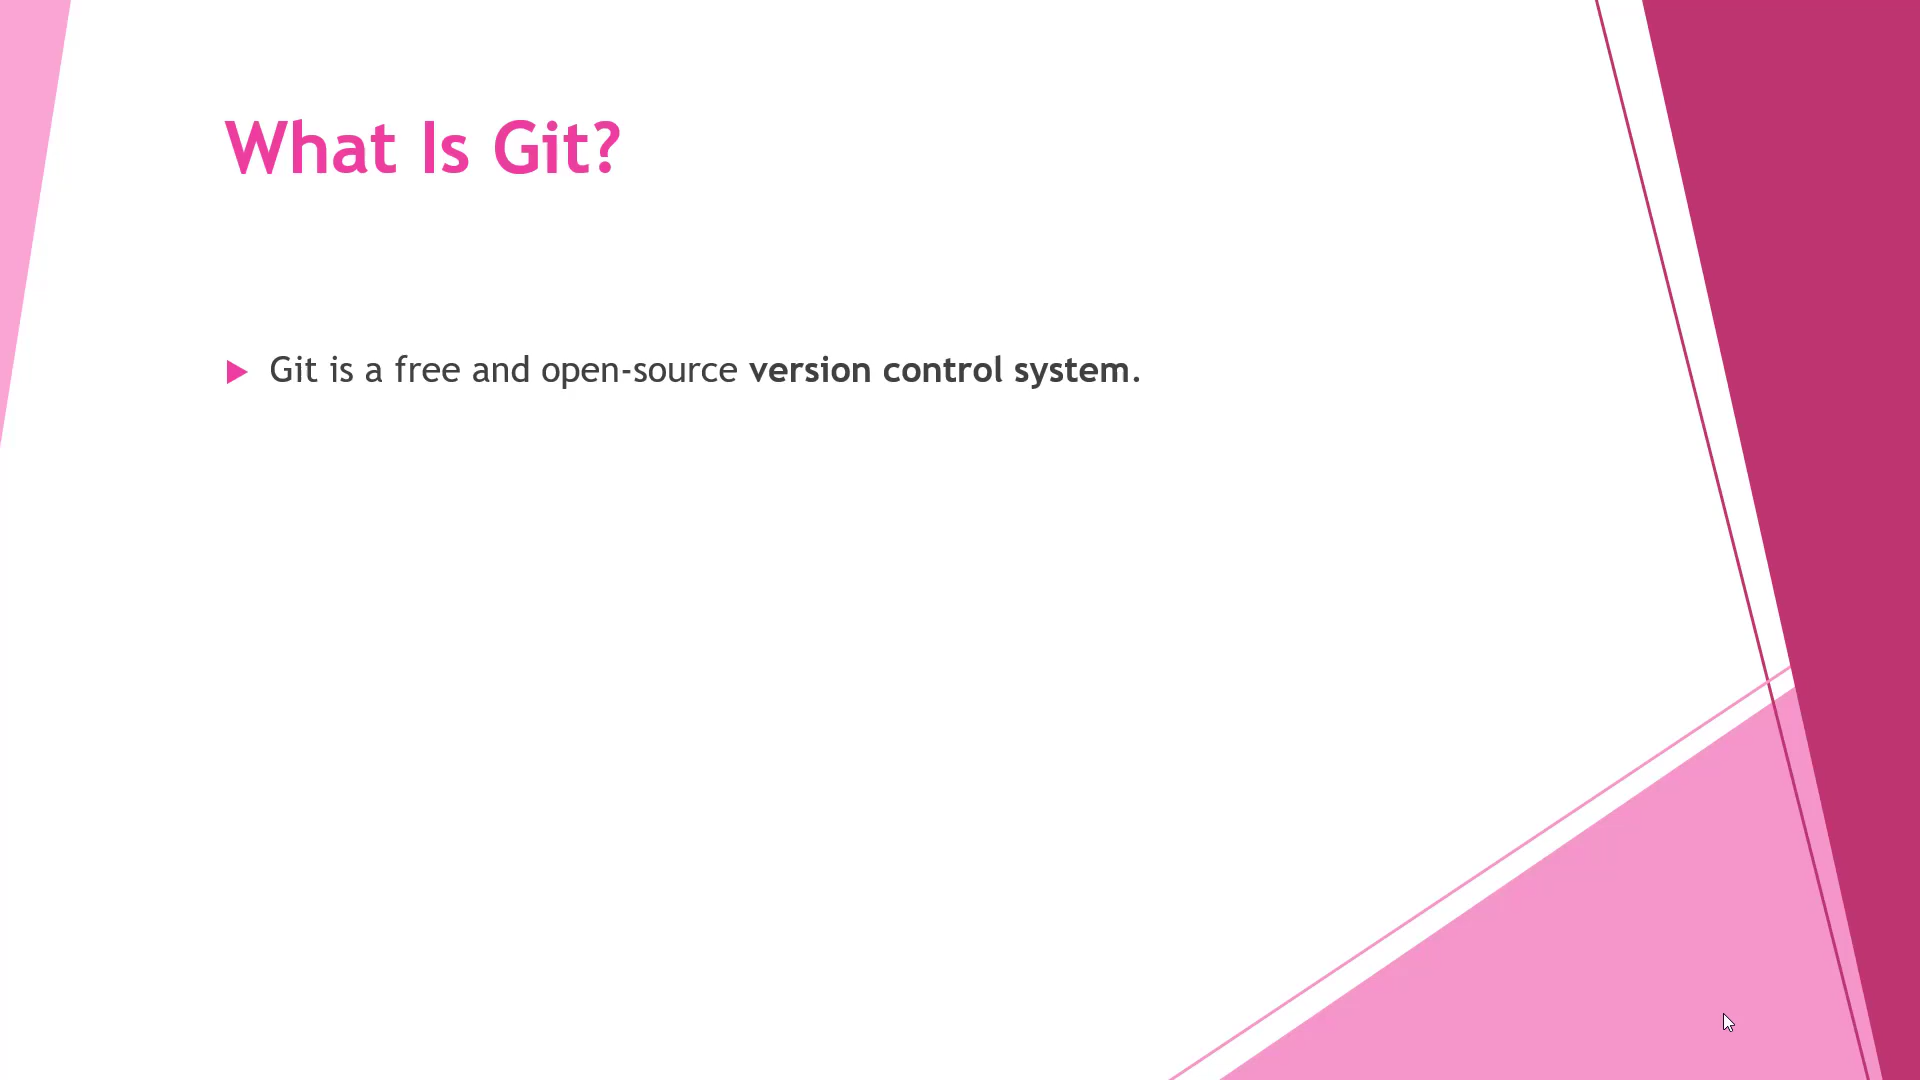 What Is Git?
Git is a free and open-source version control system.